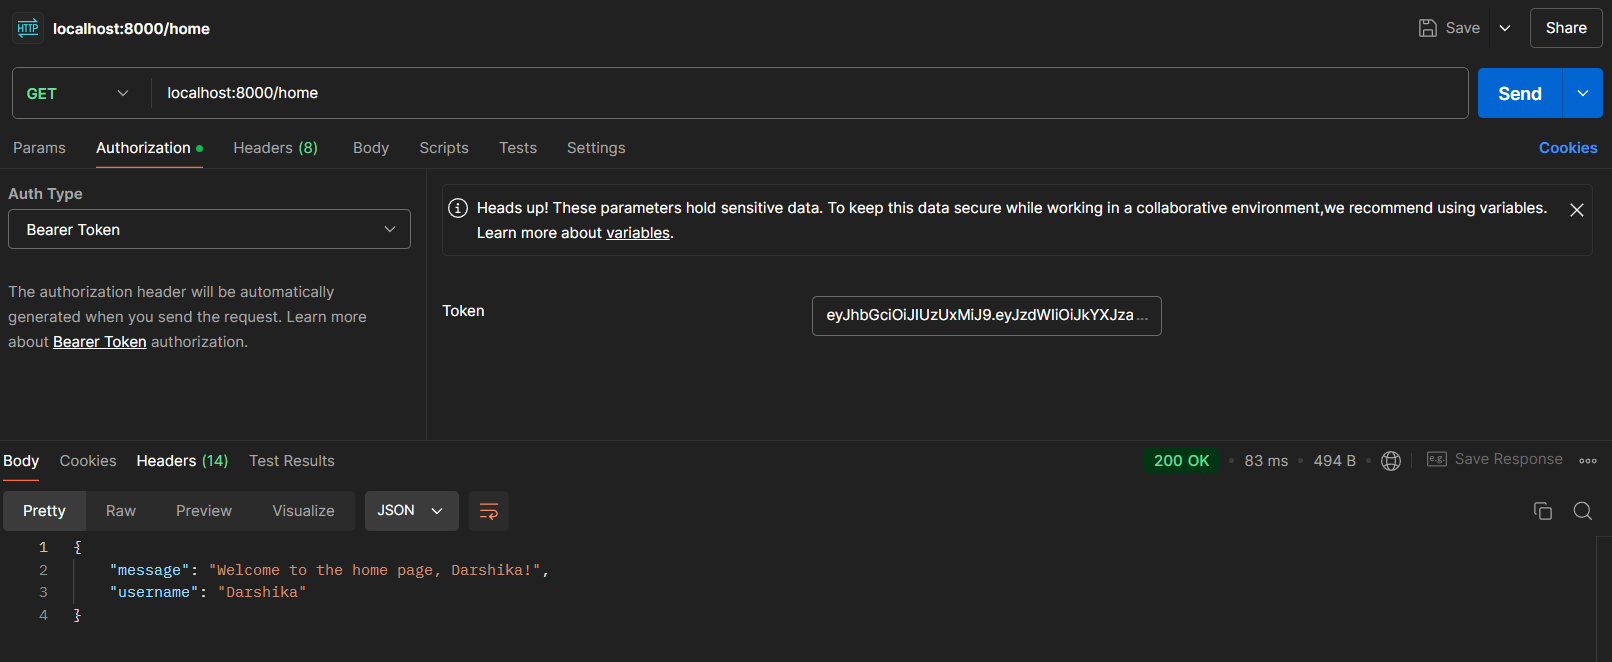 HTTP localhost:8000/home Save Share
GET localhost:8000/home Send
Params Authorization Headers (8) Body Scripts Tests Settings Cookies
Auth Type
Bearer Token
The authorization header will be automatically
generated when you send the request. Learn more
about Bearer Token authorization.
Heads up! These parameters hold sensitive data. To keep this data secure while working in a collaborative environment,we recommend using variables.
Learn more about variables.
Token eyJhbGciOiJIUzUxMiJ9.eyJzdWIiOiJkYXJza...
Body Cookies Headers (14) Test Results 200 OK • 83 ms • 494 B • e.g. Save Response
Pretty Raw Preview Visualize JSON
1 {
2 "message": "Welcome to the home page, Darshika!",
3 "username": "Darshika"
4 }